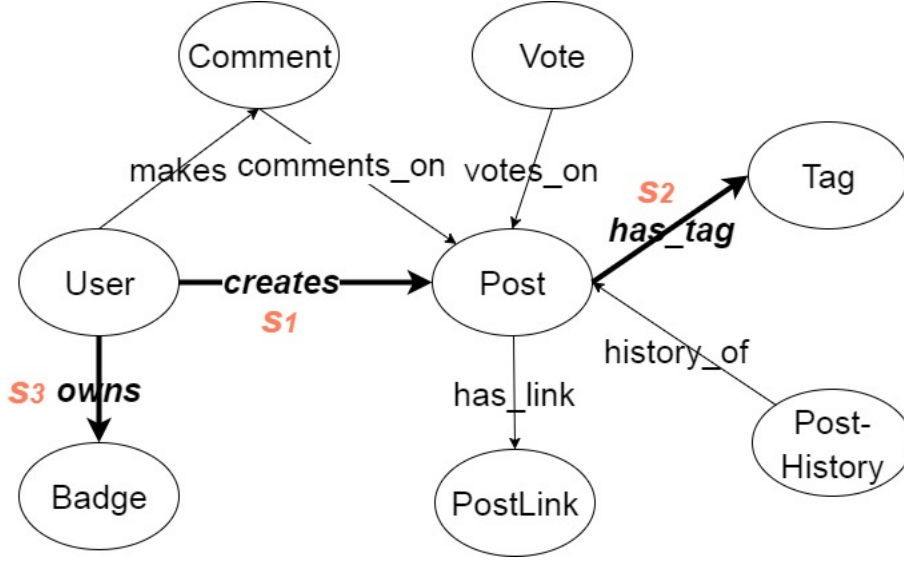 Comment
Vote
makes
comments_on
votes_on
Tag
s2
has_tag
User
creates
Post
s1
history_of
s3 owns
has_link
Post-
History
Badge
PostLink